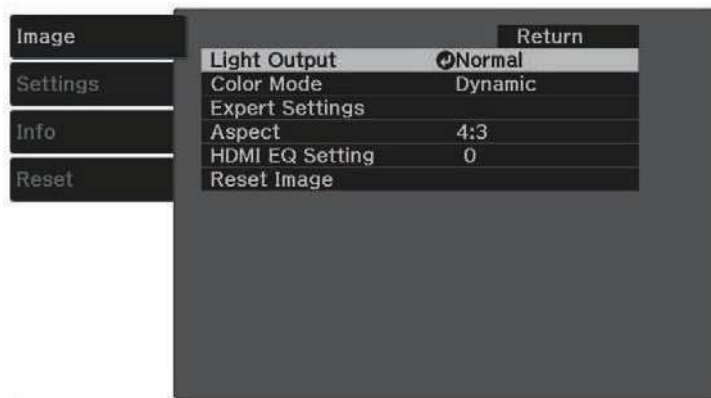 Image
Settings
Info
Reset
Return
Light Output Normal
Color Mode Dynamic
Expert Settings
Aspect 4:3
HDMI EQ Setting 0
Reset Image